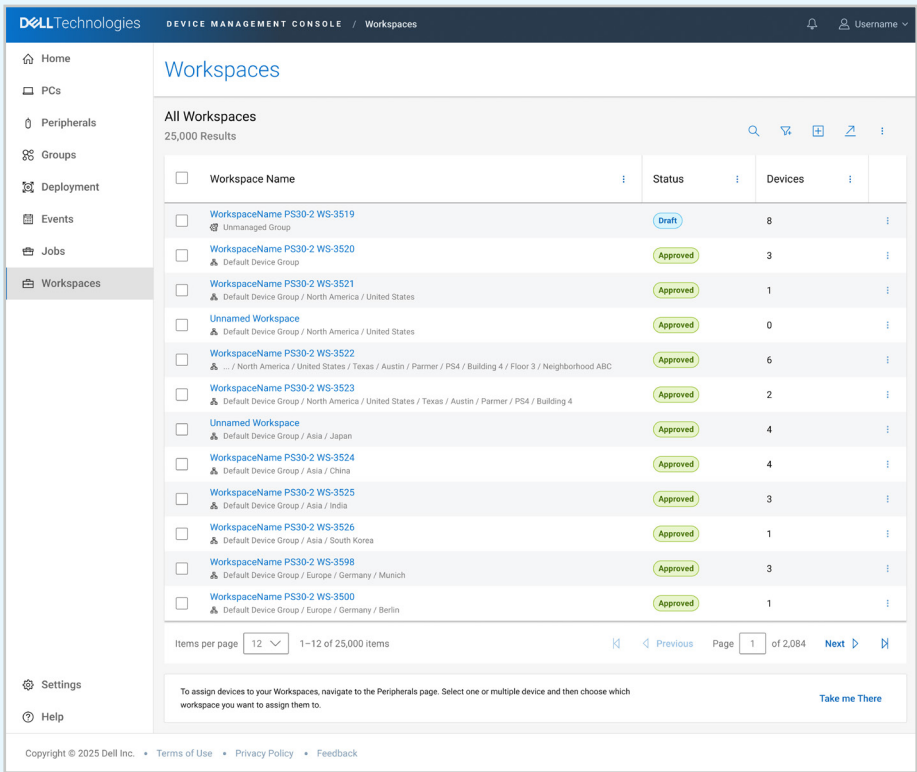 DELLTechnologies DEVICE MANAGEMENT CONSOLE / Workspaces Username
Home
PCs
Peripherals
Groups
Deployment
Events
Jobs
Workspaces
Settings
Help
Workspaces
All Workspaces
25,000 Results
Workspace Name Status Devices
WorkspaceName PS30-2 WS-3519 Draft 8
Unmanaged Group
WorkspaceName PS30-2 WS-3520 Approved 3
Default Device Group
WorkspaceName PS30-2 WS-3521 Approved 1
Default Device Group / North America / United States
Unnamed Workspace Approved 0
Default Device Group / North America / United States
WorkspaceName PS30-2 WS-3522 Approved 6
... / North America / United States / Texas / Austin / Parmer / PS4 / Building 4 / Floor 3 / Neighborhood ABC
WorkspaceName PS30-2 WS-3523 Approved 2
Default Device Group / North America / United States / Texas / Austin / Parmer / PS4 / Building 4
Unnamed Workspace Approved 4
Default Device Group / Asia / Japan
WorkspaceName PS30-2 WS-3524 Approved 4
Default Device Group / Asia / China
WorkspaceName PS30-2 WS-3525 Approved 3
Default Device Group / Asia / India
WorkspaceName PS30-2 WS-3526 Approved 1
Default Device Group / Asia / South Korea
WorkspaceName PS30-2 WS-3598 Approved 3
Default Device Group / Europe / Germany / Munich
WorkspaceName PS30-2 WS-3500 Approved 1
Default Device Group / Europe / Germany / Berlin
Items per page 12 1–12 of 25,000 items Previous Page 1 of 2,084 Next
To assign devices to your Workspaces, navigate to the Peripherals page. Select one or multiple device and then choose which
workspace you want to assign them to.
Take me There
Copyright © 2025 Dell Inc. • Terms of Use • Privacy Policy • Feedback